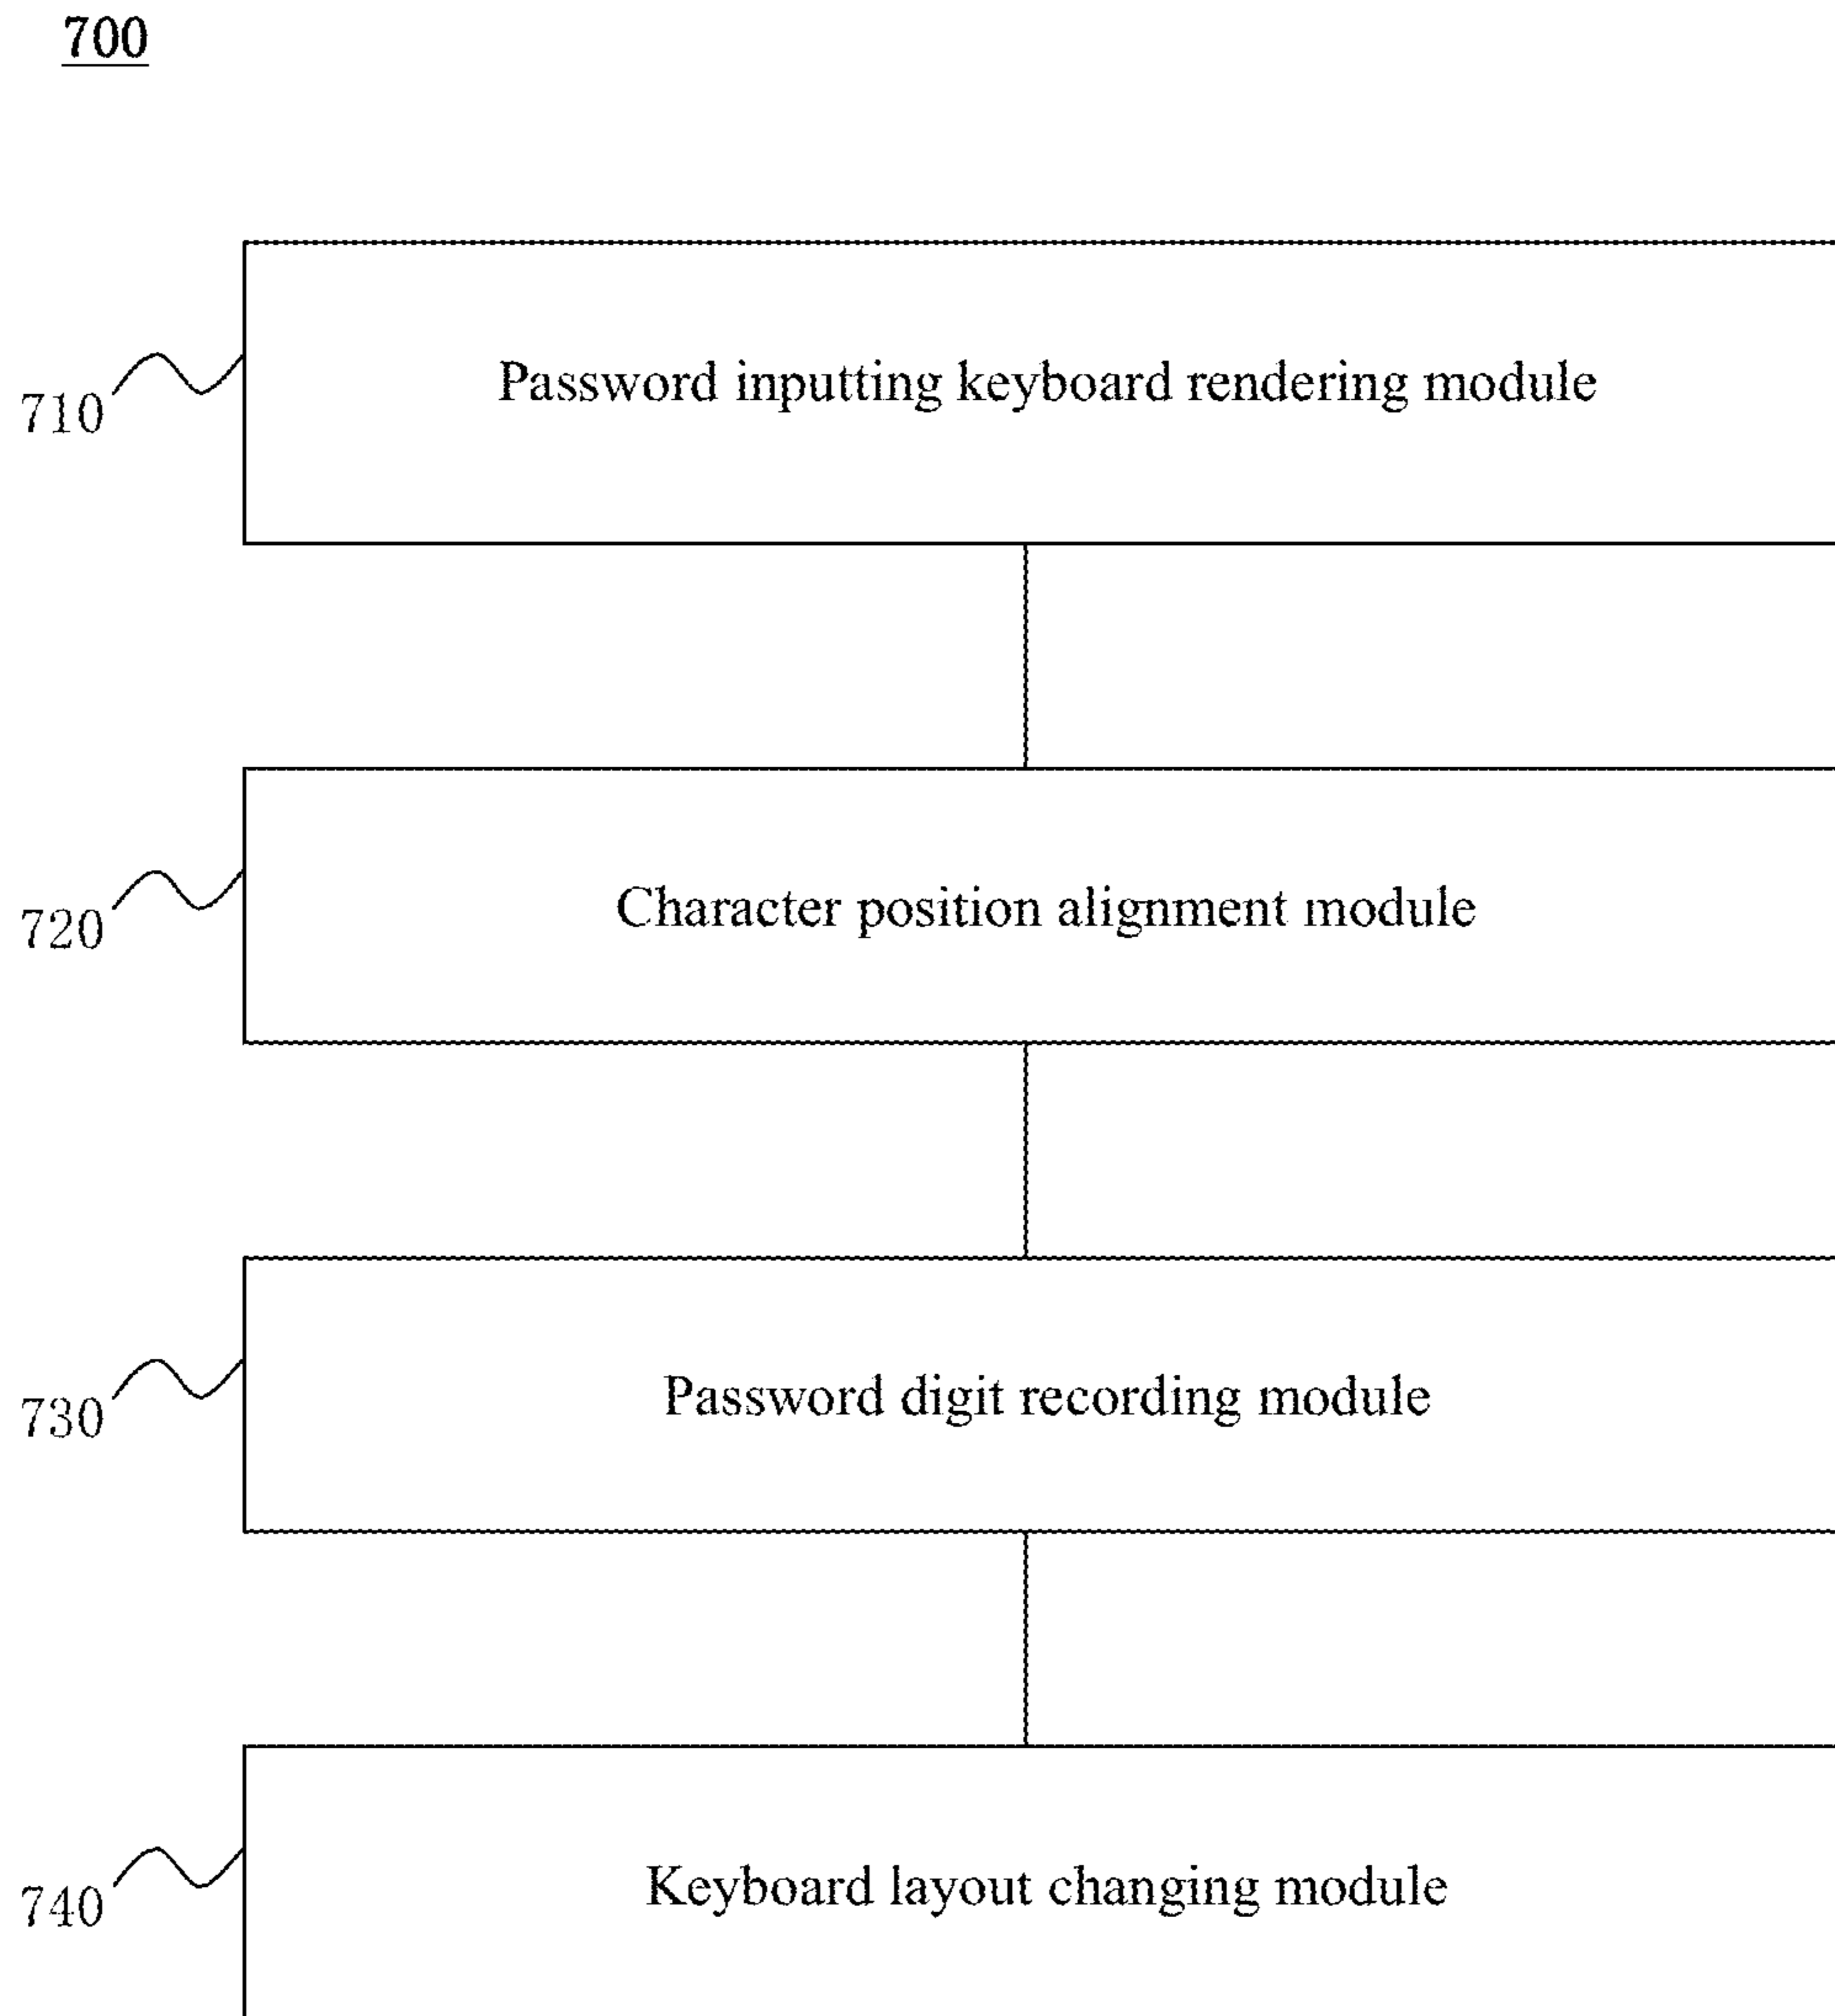 700
Password inputting keyboard rendering module
710
Character position alignment module
720
Password digit recording module
730
Keyboard layout changing module
740